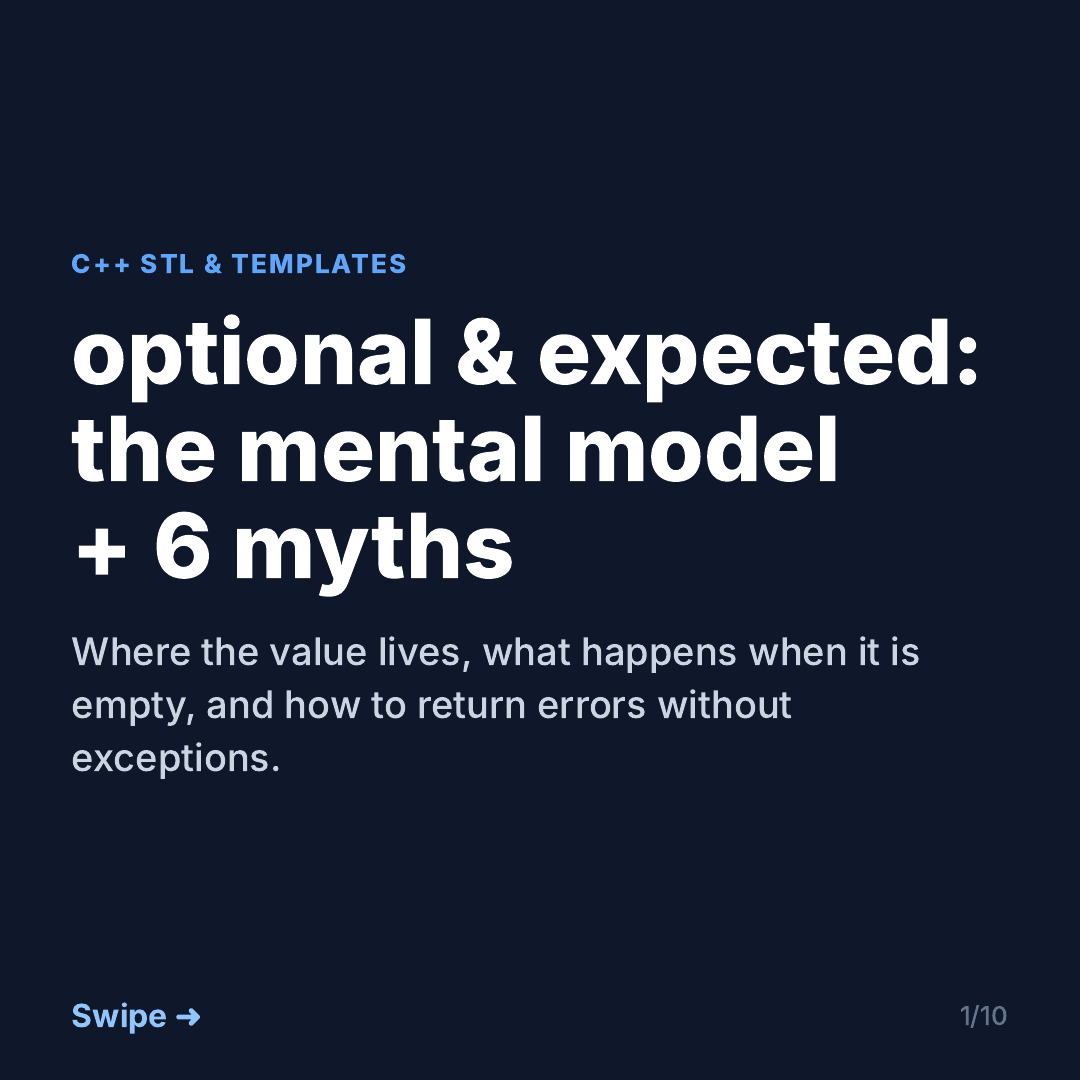 C++ STL & TEMPLATES
optional & expected:
the mental model
+ 6 myths
Where the value lives, what happens when it is
empty, and how to return errors without
exceptions.
Swipe ➜
1/10